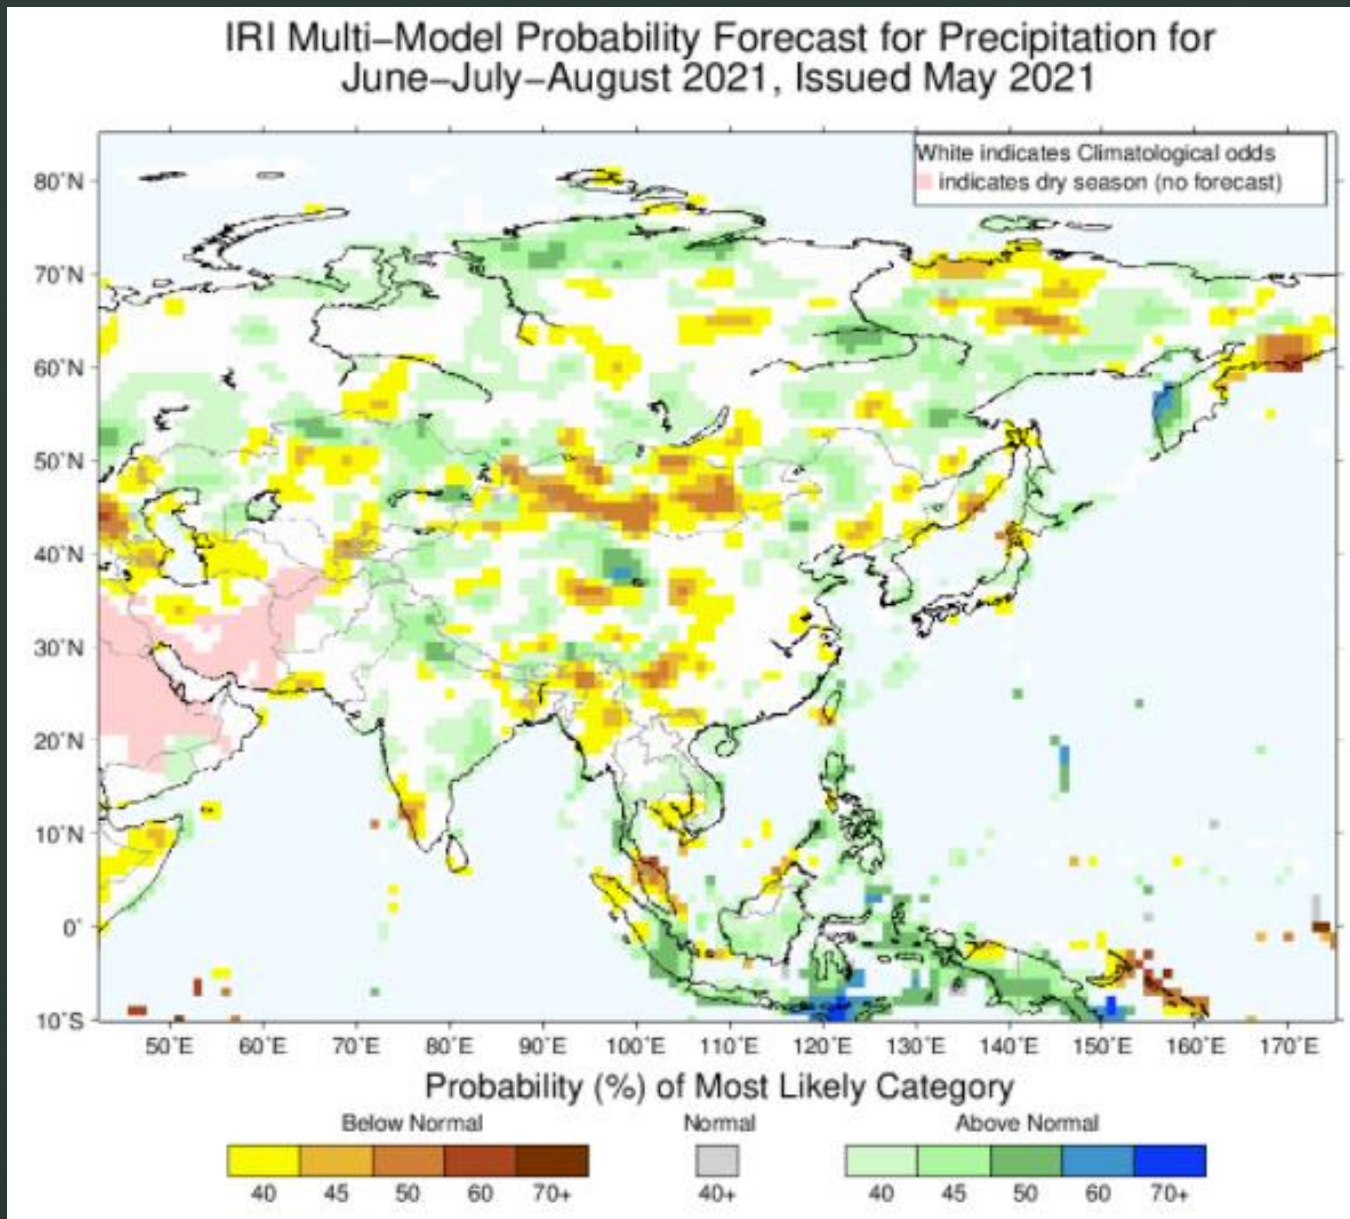 IRI Multi−Model Probability Forecast for Precipitation for
June−July−August 2021, Issued May 2021
White indicates Climatological odds
indicates dry season (no forecast)
80˚N
70˚N
60˚N
50˚N
40˚N
30˚N
20˚N
10˚N
0˚
10˚S
50˚E 60˚E 70˚E 80˚E 90˚E 100˚E 110˚E 120˚E 130˚E 140˚E 150˚E 160˚E 170˚E
Probability (%) of Most Likely Category
Below Normal Normal Above Normal
40 45 50 60 70+ 40+ 40 45 50 60 70+